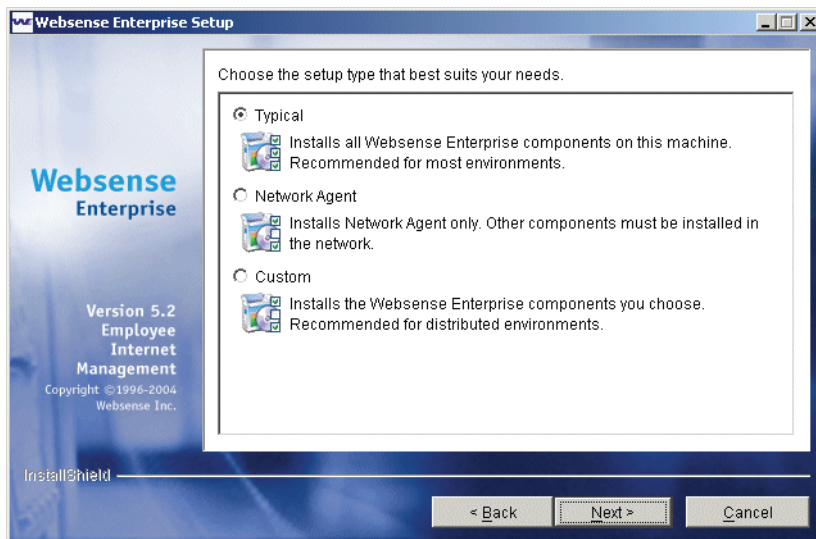 Websense Enterprise Setup
Choose the setup type that best suits your needs.
Typical
Installs all Websense Enterprise components on this machine.
Recommended for most environments.
Network Agent
Installs Network Agent only. Other components must be installed in
the network.
Custom
Installs the Websense Enterprise components you choose.
Recommended for distributed environments.
Websense
Enterprise
Version 5.2
Employee
Internet
Management
Copyright ©1996-2004
Websense Inc.
InstallShield
< Back
Next >
Cancel